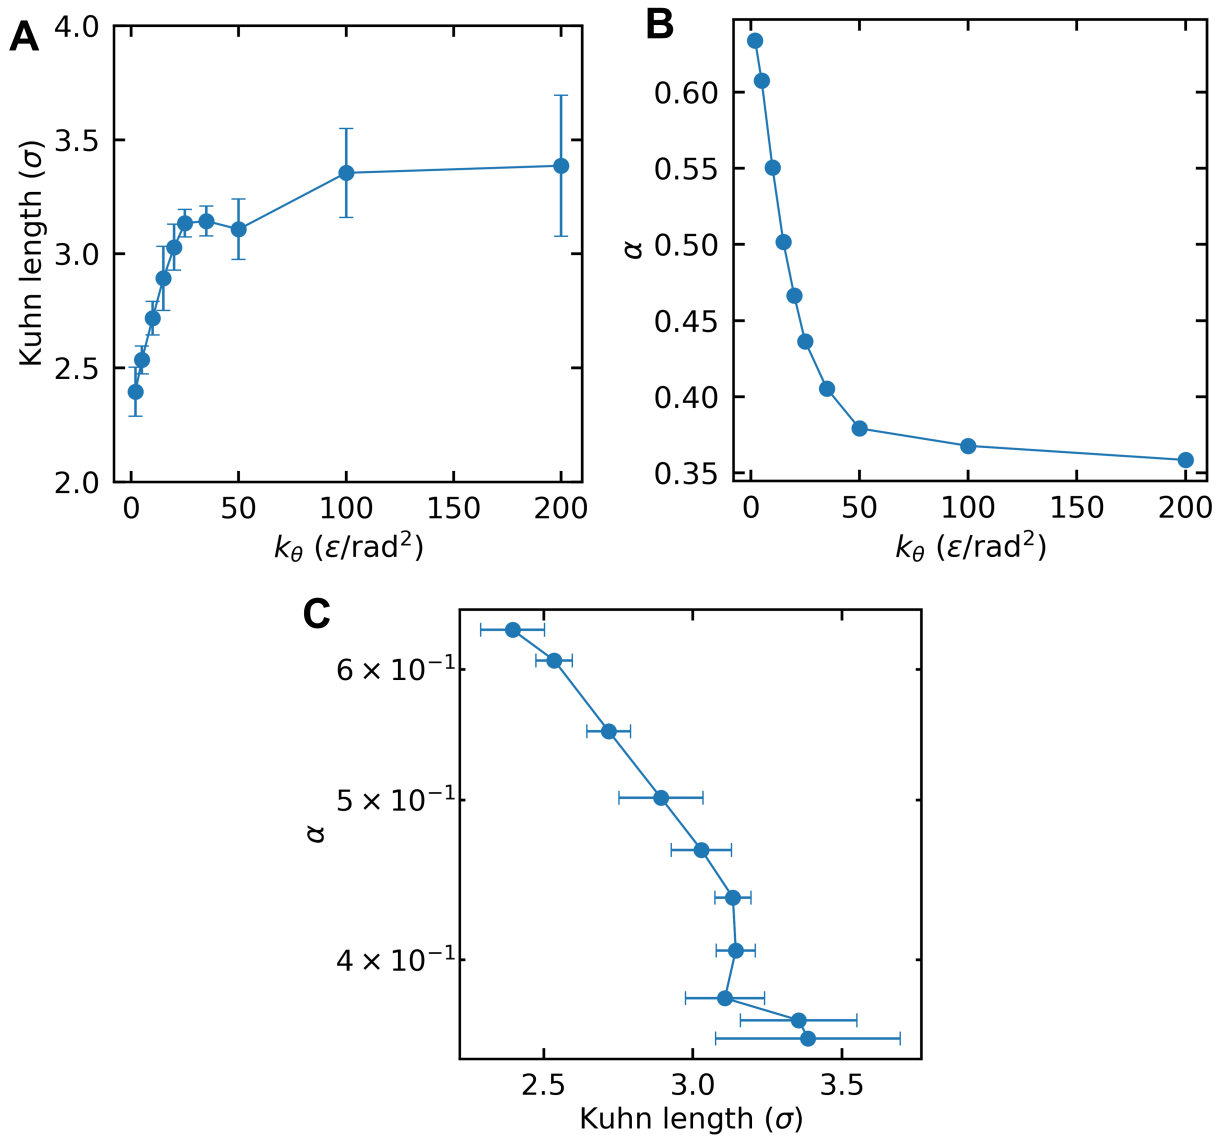 A
4.0
3.5
3.0
2.5
2.0
Kuhn length (σ)
0 50 100 150 200
k_θ (ε/rad²)
B
0.60
0.55
0.50
0.45
0.40
0.35
α
0 50 100 150 200
k_θ (ε/rad²)
C
6 × 10⁻¹
5 × 10⁻¹
4 × 10⁻¹
α
2.5 3.0 3.5
Kuhn length (σ)